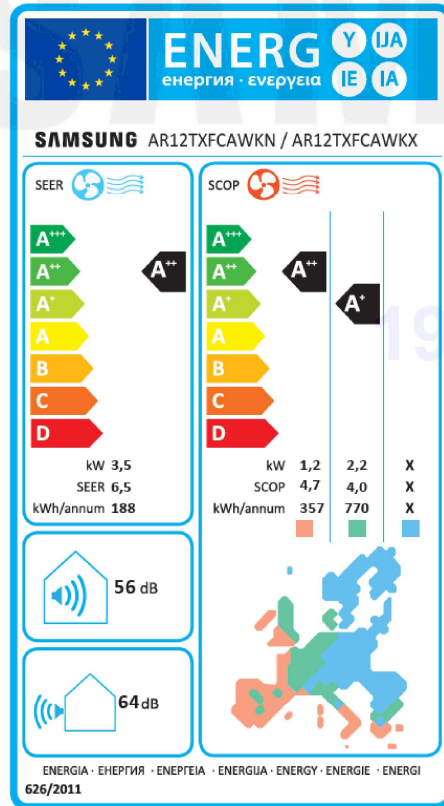 ENERG Y IJA
енергия · ενεργεια IE IA
SAMSUNG AR12TXFCAWKN / AR12TXFCAWKX
SEER
A+++
A++
A+
A
B
C
D
A++
kW 3,5
SEER 6,5
kWh/annum 188
SCOP
A+++
A++
A+
A
B
C
D
A++
A+
kW 1,2 2,2 X
SCOP 4,7 4,0 X
kWh/annum 357 770 X
56 dB
64 dB
ENERGIA · ЕНЕРГИЯ · ΕΝΕΡΓΕΙΑ · ENERGIJA · ENERGY · ENERGIE · ENERGI
626/2011
19